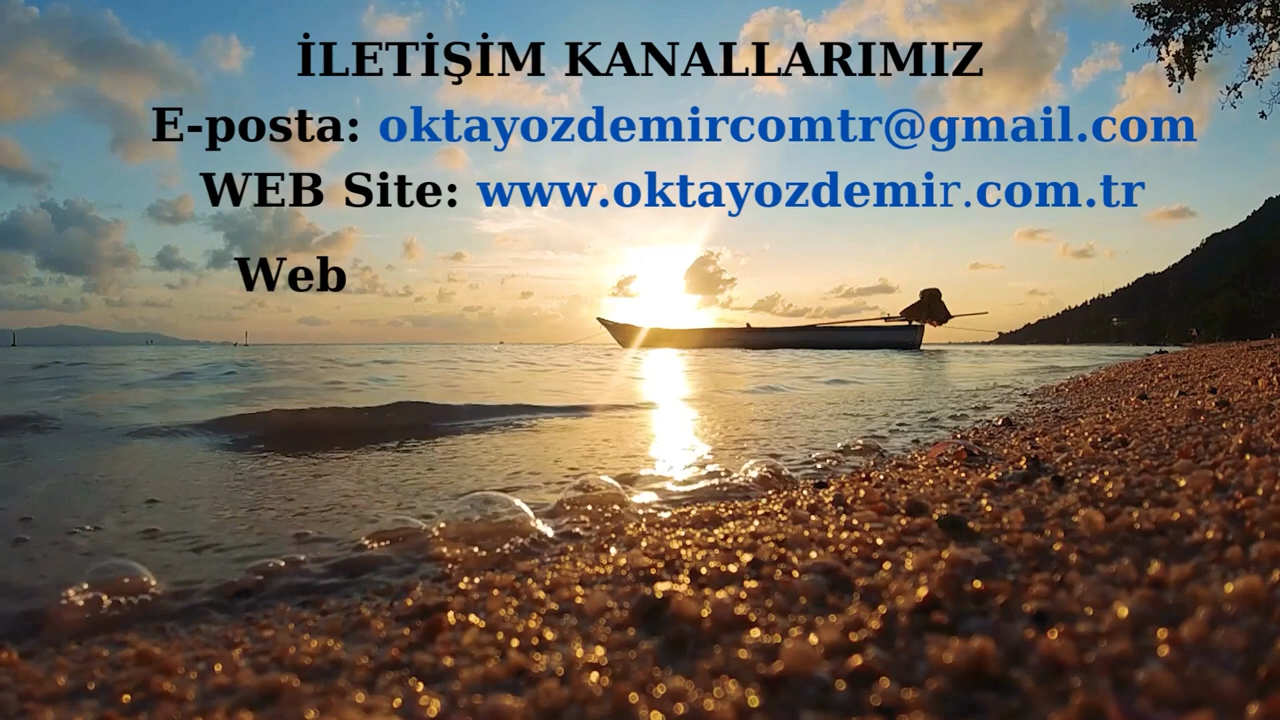 İLETİŞİM KANALLARIMIZ
E-posta: oktayozdemircomtr@gmail.com
WEB Site: www.oktayozdemir.com.tr
Web